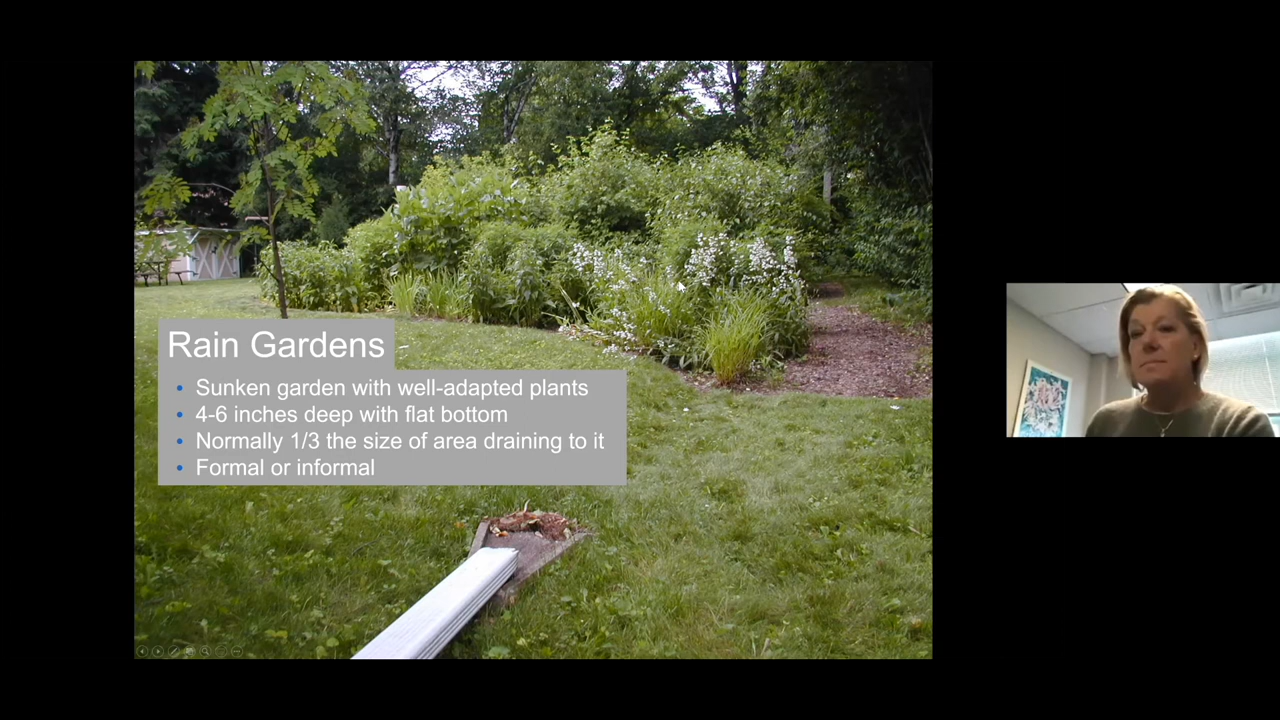 Rain Gardens
• Sunken garden with well-adapted plants
• 4-6 inches deep with flat bottom
• Normally 1/3 the size of area draining to it
• Formal or informal